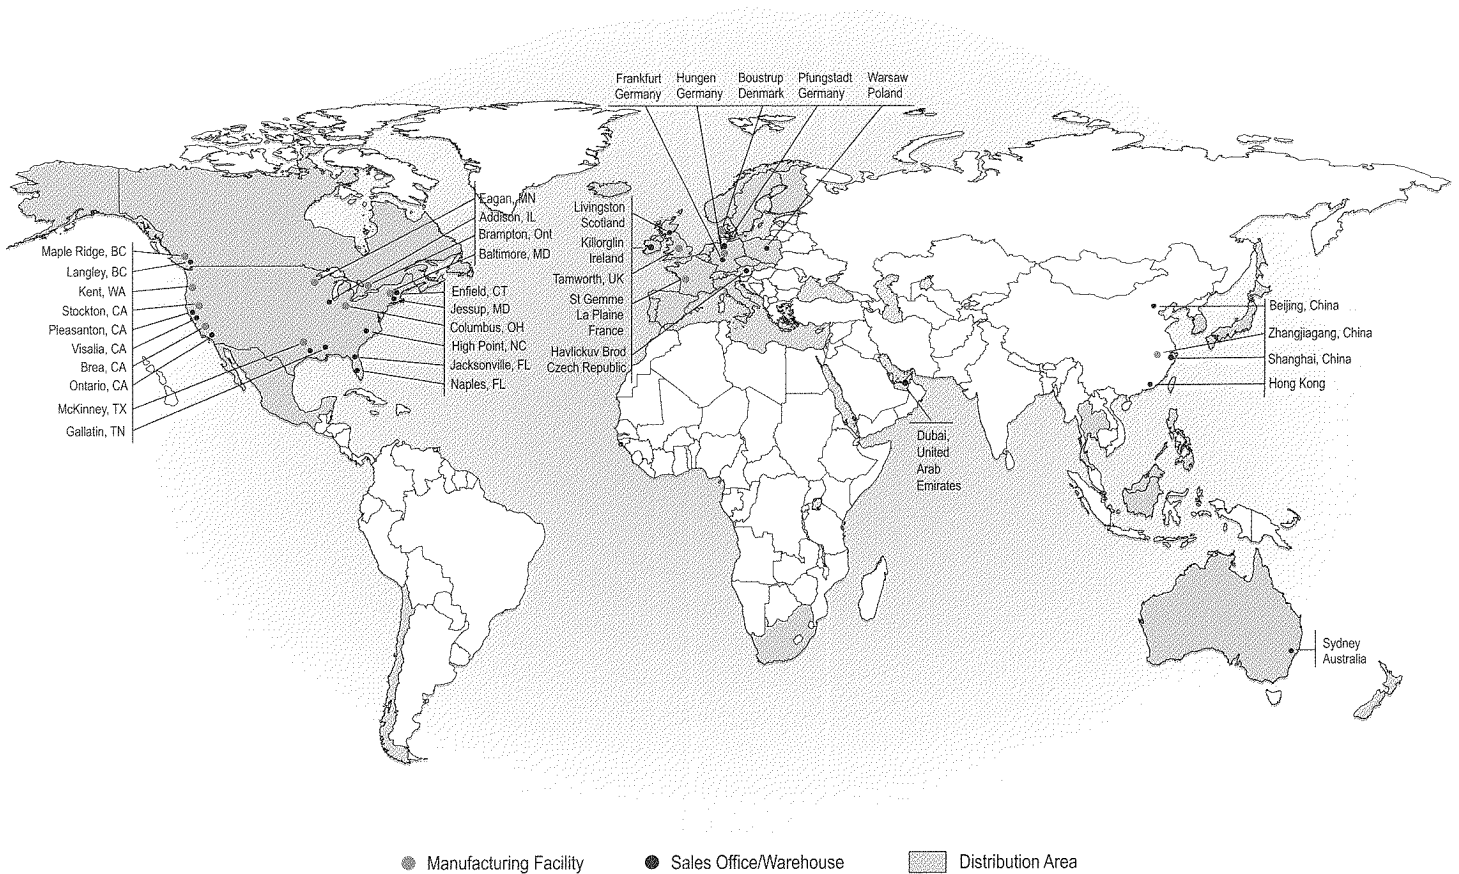 Frankfurt
Germany
Hungen
Germany
Boustrup
Denmark
Pfungstadt
Germany
Warsaw
Poland
Eagan, MN
Addison, IL
Brampton, Ont
Baltimore, MD
Maple Ridge, BC
Langley, BC
Kent, WA
Stockton, CA
Pleasanton, CA
Visalia, CA
Brea, CA
Ontario, CA
McKinney, TX
Gallatin, TN
Enfield, CT
Jessup, MD
Columbus, OH
High Point, NC
Jacksonville, FL
Naples, FL
Livingston
Scotland
Killorglin
Ireland
Tamworth, UK
St Gemme
La Plaine
France
Havlickuv Brod
Czech Republic
Dubai,
United
Arab
Emirates
Beijing, China
Zhangjiagang, China
Shanghai, China
Hong Kong
Sydney
Australia
Manufacturing Facility
Sales Office/Warehouse
Distribution Area